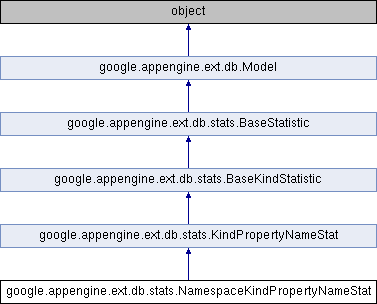 object
google.appengine.ext.db.Model
google.appengine.ext.db.stats.BaseStatistic
google.appengine.ext.db.stats.BaseKindStatistic
google.appengine.ext.db.stats.KindPropertyNameStat
google.appengine.ext.db.stats.NamespaceKindPropertyNameStat